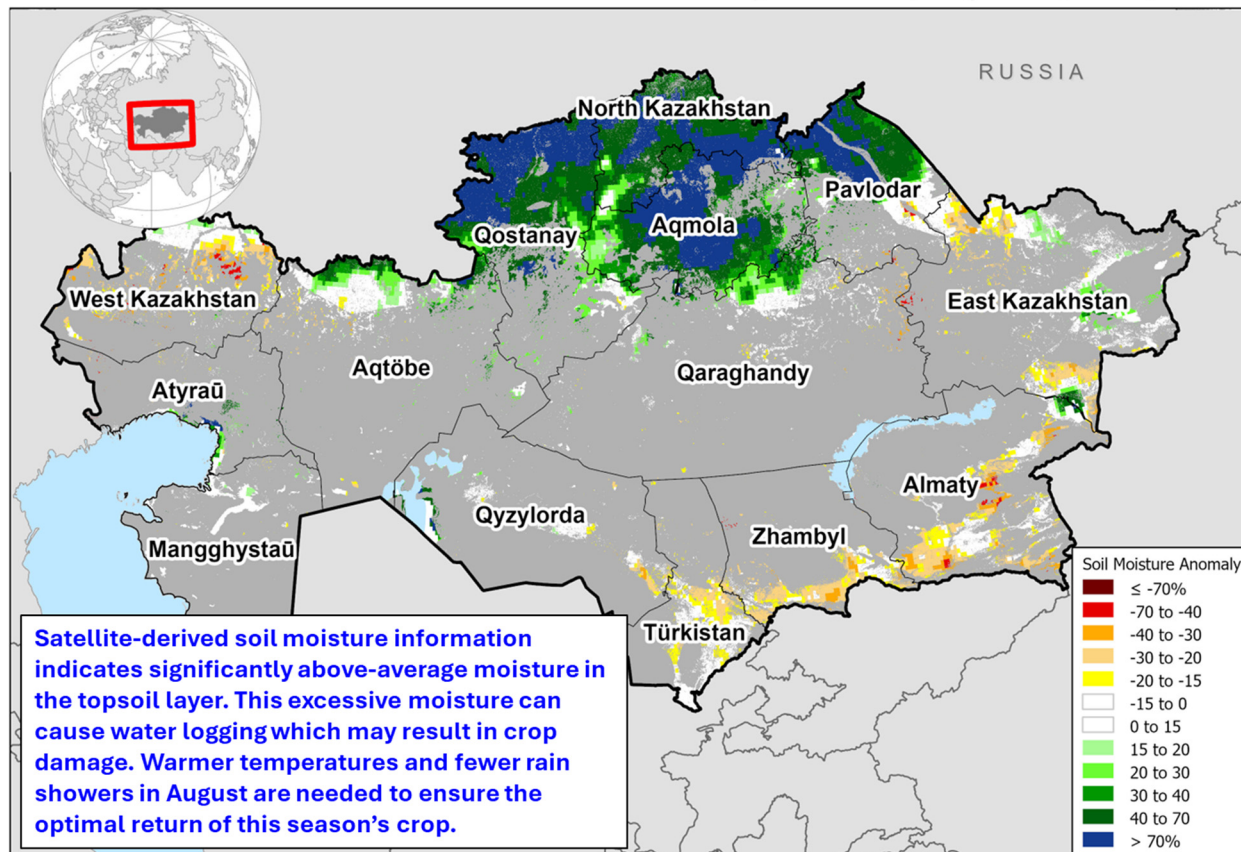 RUSSIA
North Kazakhstan
Pavlodar
Qostanay
Aqmola
West Kazakhstan
East Kazakhstan
Aqtöbe
Qaraghandy
Atyraū
Almaty
Qyzylorda
Zhambyl
Mangghystaū
Türkistan
Soil Moisture Anomaly
≤ -70%
-70 to -40
-40 to -30
-30 to -20
-20 to -15
-15 to 0
0 to 15
15 to 20
20 to 30
30 to 40
40 to 70
> 70%
Satellite-derived soil moisture information
indicates significantly above-average moisture in
the topsoil layer. This excessive moisture can
cause water logging which may result in crop
damage. Warmer temperatures and fewer rain
showers in August are needed to ensure the
optimal return of this season’s crop.